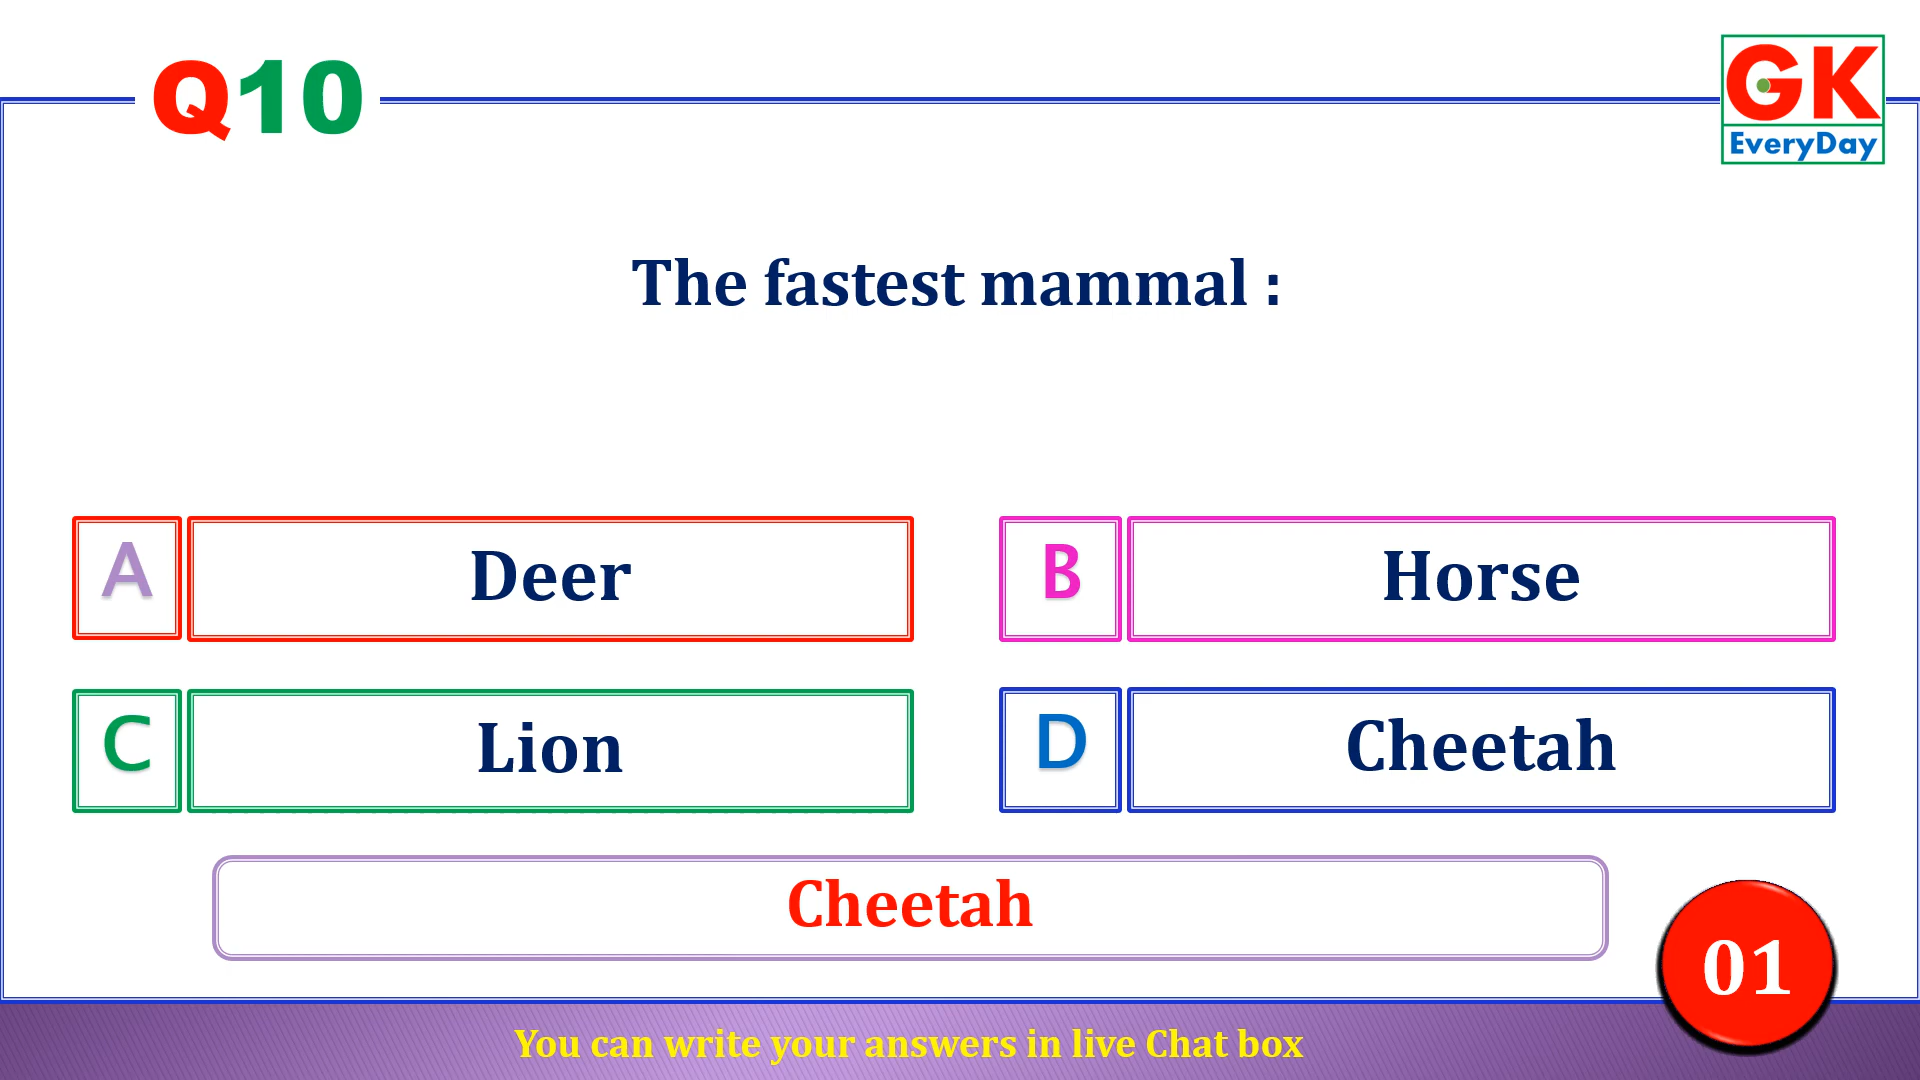 Q10
GK
EveryDay
The fastest mammal :
A Deer
B Horse
C Lion
D Cheetah
Cheetah
01
You can write your answers in live Chat box